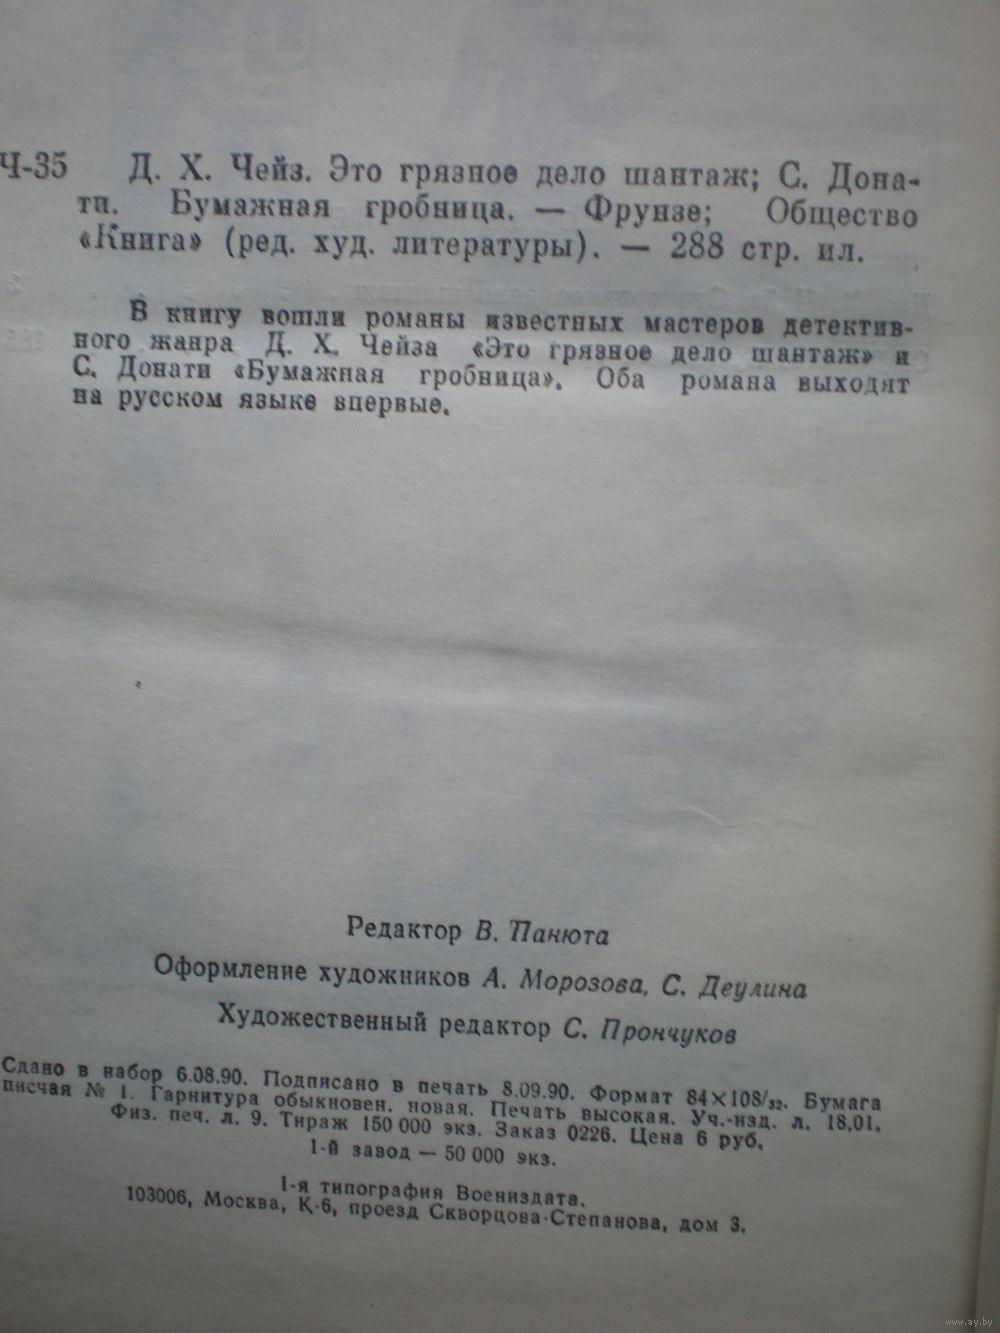 Ч-35 Д. Х. Чейз. Это грязное дело шантаж; С. Дона-
ти. Бумажная гробница. — Фрунзе; Общество
«Книга» (ред. худ. литературы). — 288 стр. ил.
В книгу вошли романы известных мастеров детектив-
ного жанра Д. Х. Чейза «Это грязное дело шантаж» и
С. Донати «Бумажная гробница». Оба романа выходят
на русском языке впервые.
Редактор В. Панюта
Оформление художников А. Морозова, С. Деулина
Художественный редактор С. Прончуков
Сдано в набор 6.08.90. Подписано в печать 8.09.90. Формат 84×108/32. Бумага
писчая № 1. Гарнитура обыкновен. новая. Печать высокая. Уч.-изд. л. 18,01.
Физ. печ. л. 9. Тираж 150 000 экз. Заказ 0226. Цена 6 руб.
1-й завод — 50 000 экз.
1-я типография Воениздата.
103006, Москва, К-6, проезд Скворцова-Степанова, дом 3.
www.ay.by